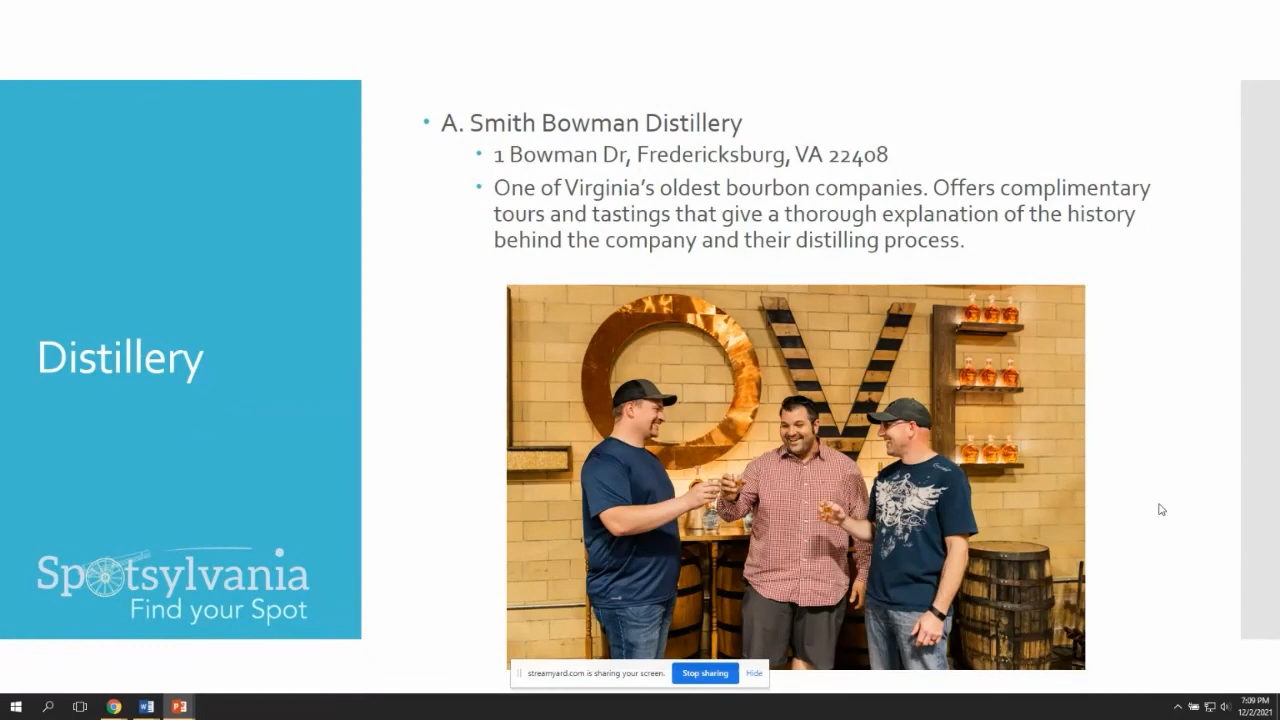 A. Smith Bowman Distillery
1 Bowman Dr, Fredericksburg, VA 22408
One of Virginia's oldest bourbon companies. Offers complimentary
tours and tastings that give a thorough explanation of the history
behind the company and their distilling process.
Distillery
LOVE
Spotsylvania
Find your Spot
streamyard.com is sharing your screen.
Stop sharing
Hide
7:09 PM
12/2/2021